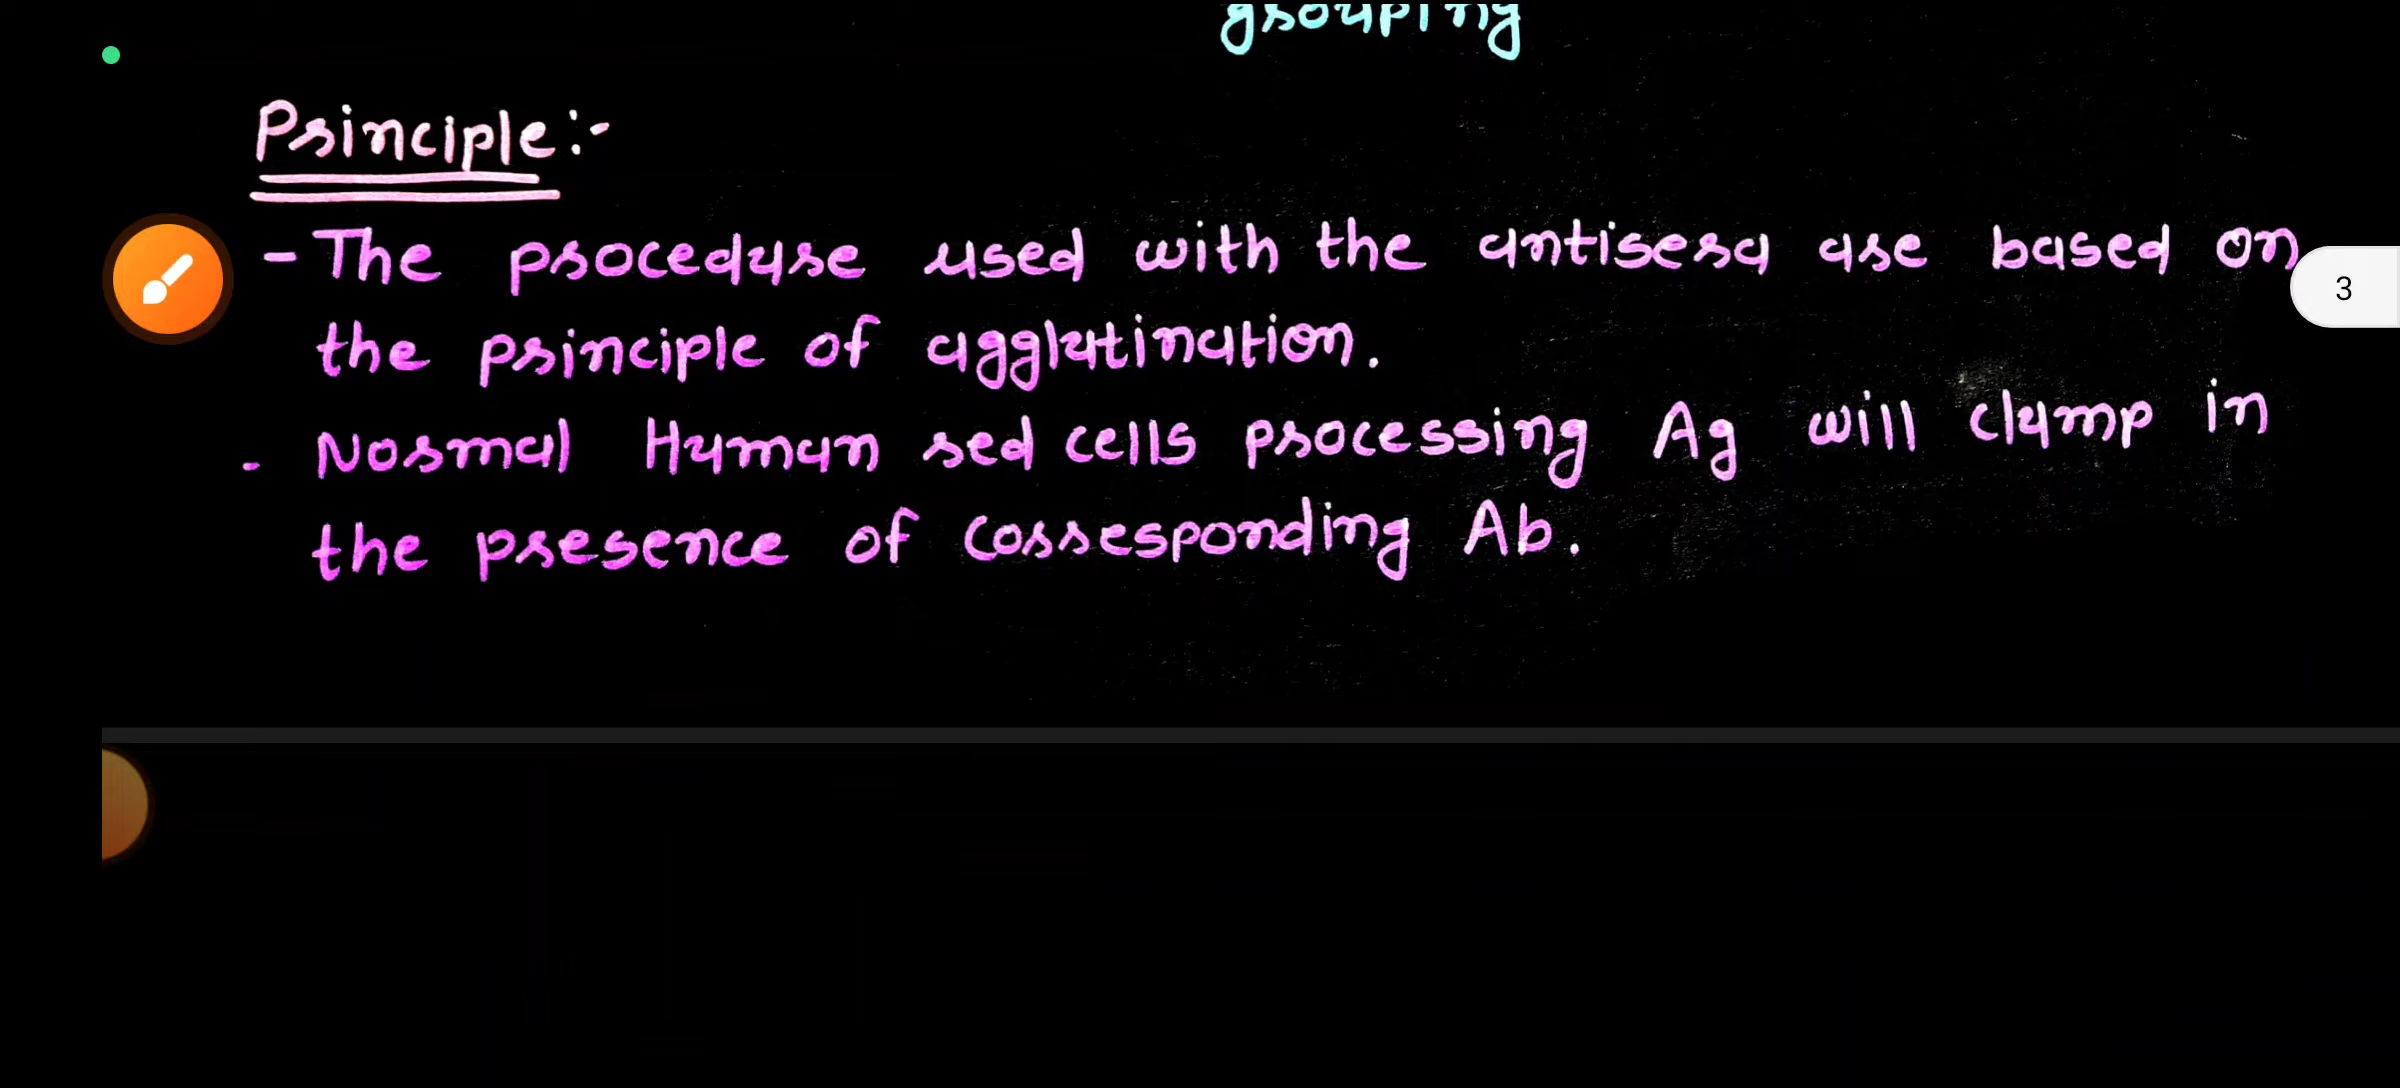 grouping
Principle:-
- The procedure used with the antisera are based on
3
the principle of agglutination.
- Normal Human red cells processing Ag will clump in
the presence of corresponding Ab.